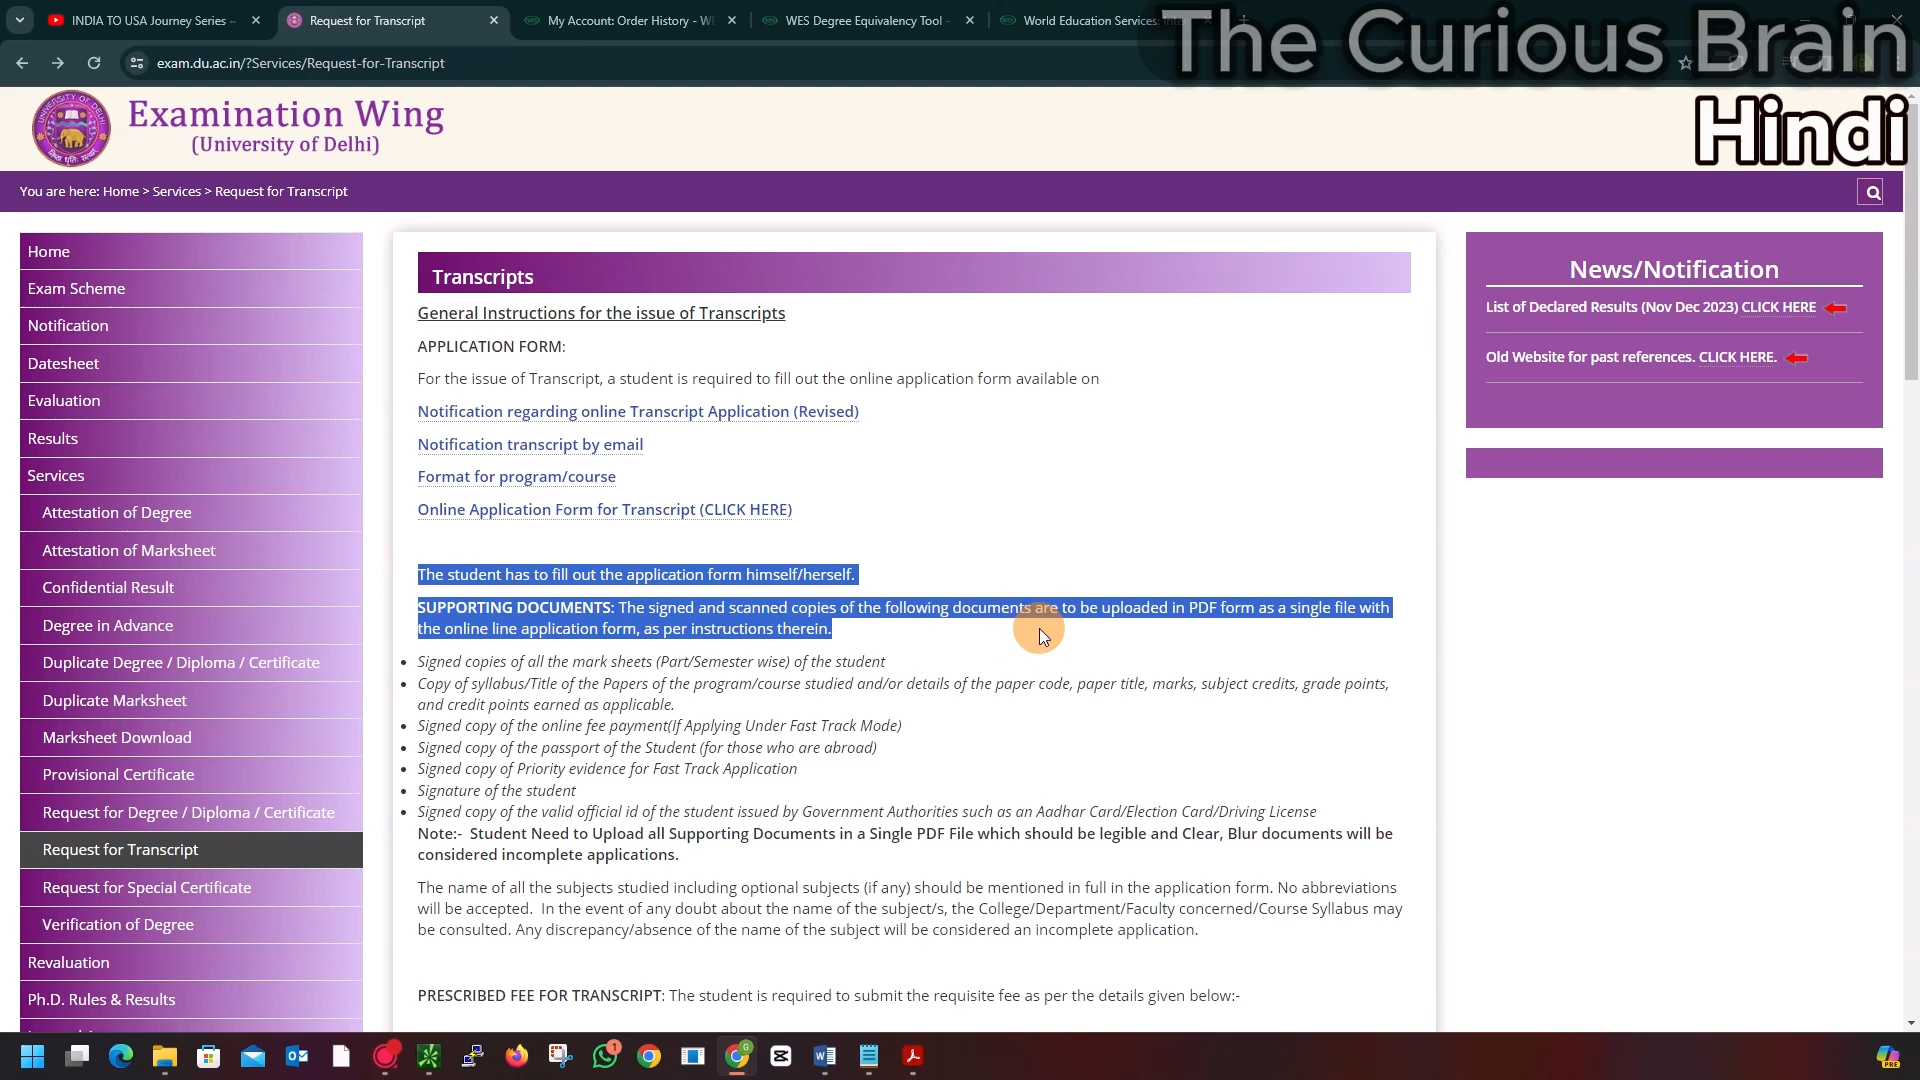 INDIA TO USA Journey Series ~
Request for Transcript
My Account: Order History - WE
WES Degree Equivalency Tool -
World Education Services: Inte
The Curious Brain
exam.du.ac.in/?Services/Request-for-Transcript
Hindi
Examination Wing
(University of Delhi)
You are here: Home > Services > Request for Transcript
Home
Exam Scheme
Notification
Datesheet
Evaluation
Results
Services
Attestation of Degree
Attestation of Marksheet
Confidential Result
Degree in Advance
Duplicate Degree / Diploma / Certificate
Duplicate Marksheet
Marksheet Download
Provisional Certificate
Request for Degree / Diploma / Certificate
Request for Transcript
Request for Special Certificate
Verification of Degree
Revaluation
Ph.D. Rules & Results
Transcripts
General Instructions for the issue of Transcripts
APPLICATION FORM:
For the issue of Transcript, a student is required to fill out the online application form available on
Notification regarding online Transcript Application (Revised)
Notification transcript by email
Format for program/course
Online Application Form for Transcript (CLICK HERE)
The student has to fill out the application form himself/herself.
SUPPORTING DOCUMENTS: The signed and scanned copies of the following documents are to be uploaded in PDF form as a single file with
the online line application form, as per instructions therein.
Signed copies of all the mark sheets (Part/Semester wise) of the student
Copy of syllabus/Title of the Papers of the program/course studied and/or details of the paper code, paper title, marks, subject credits, grade points,
and credit points earned as applicable.
Signed copy of the online fee payment(If Applying Under Fast Track Mode)
Signed copy of the passport of the Student (for those who are abroad)
Signed copy of Priority evidence for Fast Track Application
Signature of the student
Signed copy of the valid official id of the student issued by Government Authorities such as an Aadhar Card/Election Card/Driving License
Note:- Student Need to Upload all Supporting Documents in a Single PDF File which should be legible and Clear, Blur documents will be
considered incomplete applications.
The name of all the subjects studied including optional subjects (if any) should be mentioned in full in the application form. No abbreviations
will be accepted. In the event of any doubt about the name of the subject/s, the College/Department/Faculty concerned/Course Syllabus may
be consulted. Any discrepancy/absence of the name of the subject will be considered an incomplete application.
PRESCRIBED FEE FOR TRANSCRIPT: The student is required to submit the requisite fee as per the details given below:-
News/Notification
List of Declared Results (Nov Dec 2023) CLICK HERE
Old Website for past references. CLICK HERE.